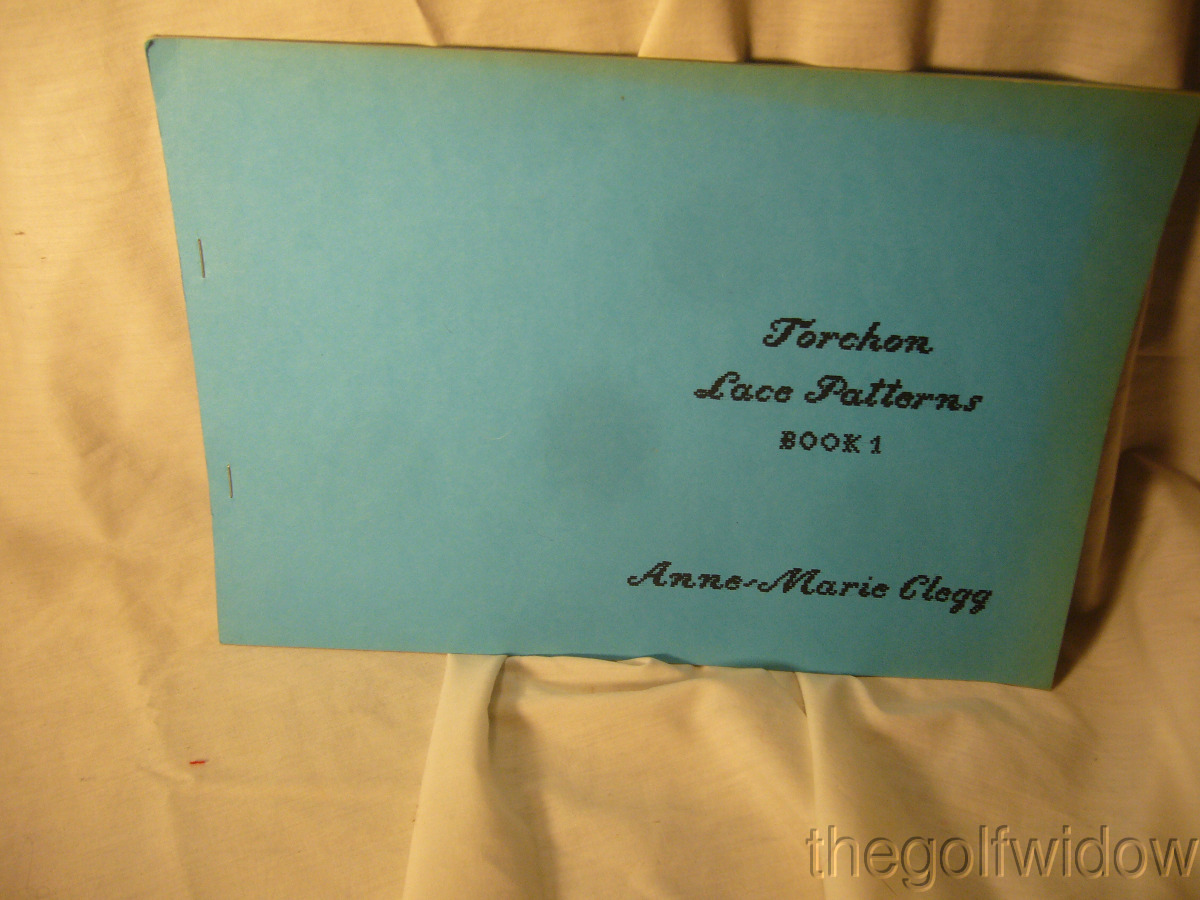 Torchon
Lace Patterns
BOOK 1
Anne-Marie Clegg
thegolfwidow